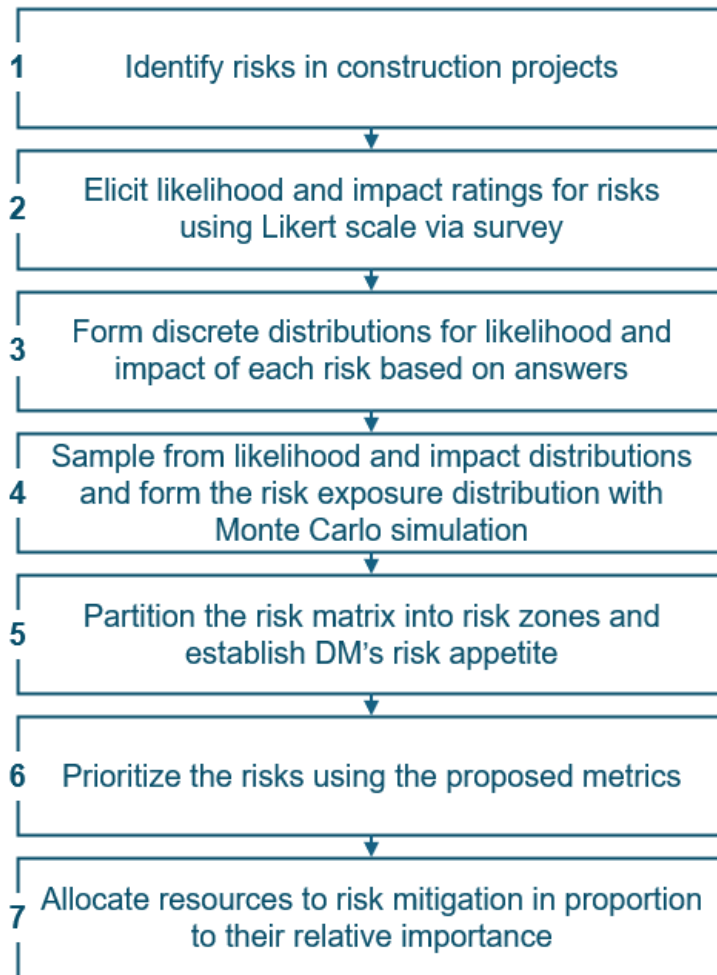 1
Identify risks in construction projects
2
Elicit likelihood and impact ratings for risks
using Likert scale via survey
3
Form discrete distributions for likelihood and
impact of each risk based on answers
4
Sample from likelihood and impact distributions
and form the risk exposure distribution with
Monte Carlo simulation
5
Partition the risk matrix into risk zones and
establish DM's risk appetite
6
Prioritize the risks using the proposed metrics
7
Allocate resources to risk mitigation in proportion
to their relative importance